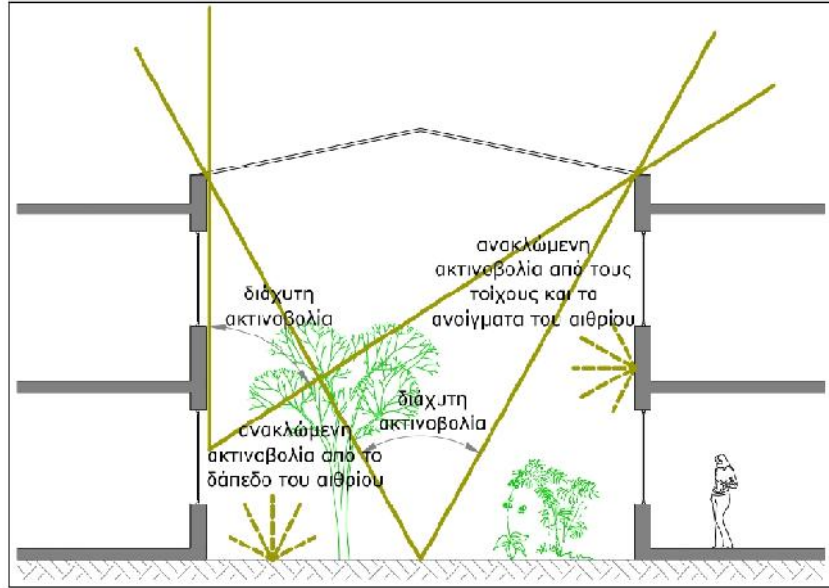 ανακλώμενη
ακτινοβολία από τους
τοίχους και τα
ανοίγματα του αιθρίου
διάχυτη
ακτινοβολία
διάχυτη
ακτινοβολία
ανακλώμενη
ακτινοβολία από το
δάπεδο του αιθρίου